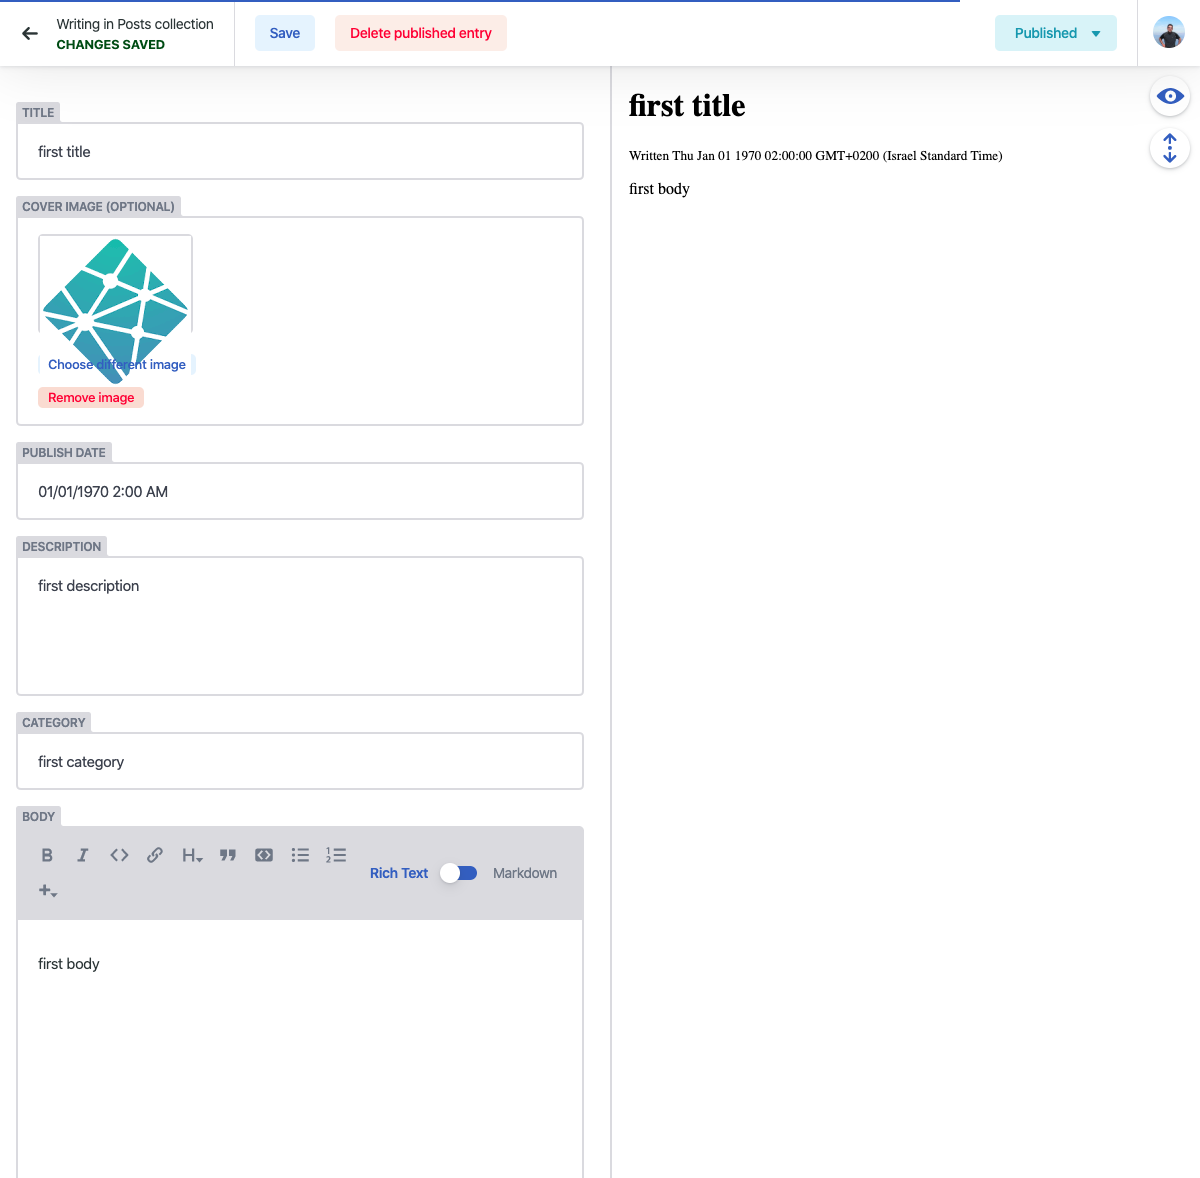 Writing in Posts collection
CHANGES SAVED
Save
Delete published entry
Published
TITLE
first title
COVER IMAGE (OPTIONAL)
Choose different image
Remove image
PUBLISH DATE
01/01/1970 2:00 AM
DESCRIPTION
first description
CATEGORY
first category
BODY
B I H
Rich Text Markdown
first body
first title
Written Thu Jan 01 1970 02:00:00 GMT+0200 (Israel Standard Time)
first body